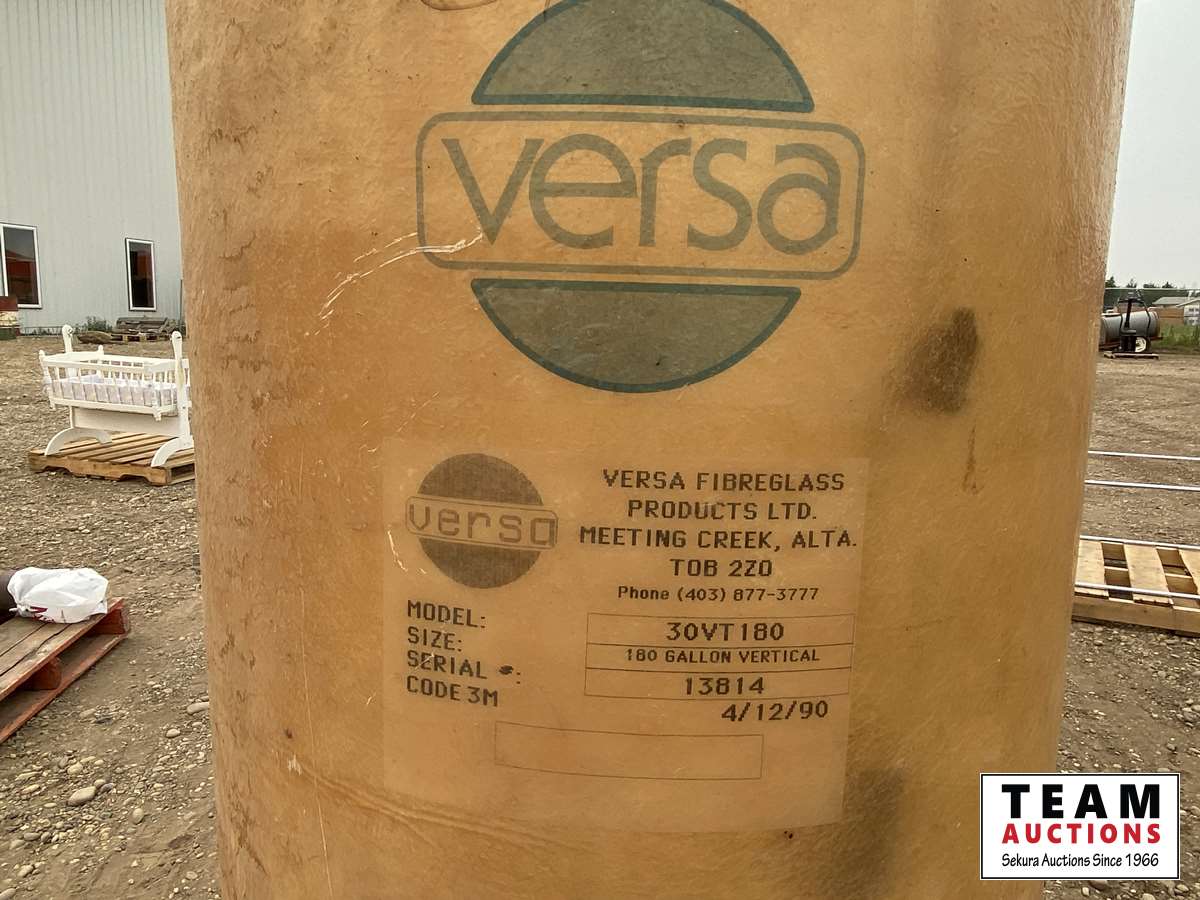 versa
versa
VERSA FIBREGLASS
PRODUCTS LTD.
MEETING CREEK, ALTA.
T0B 2Z0
Phone (403) 877-3777
MODEL: 30VT180
SIZE: 180 GALLON VERTICAL
SERIAL #: 13814
CODE 3M 4/12/90
TEAM
AUCTIONS
Sekura Auctions Since 1966